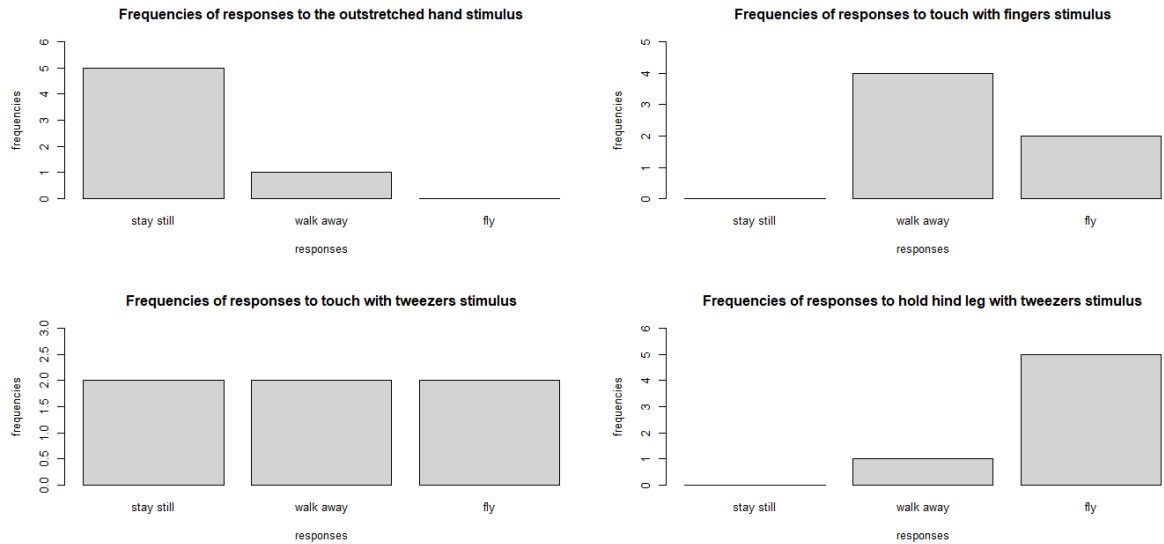 Frequencies of responses to the outstretched hand stimulus
frequencies
6
5
4
3
2
1
0
stay still walk away fly
responses
Frequencies of responses to touch with fingers stimulus
frequencies
5
4
3
2
1
0
stay still walk away fly
responses
Frequencies of responses to touch with tweezers stimulus
frequencies
3.0
2.5
2.0
1.5
1.0
0.5
0.0
stay still walk away fly
responses
Frequencies of responses to hold hind leg with tweezers stimulus
frequencies
6
5
4
3
2
1
0
stay still walk away fly
responses